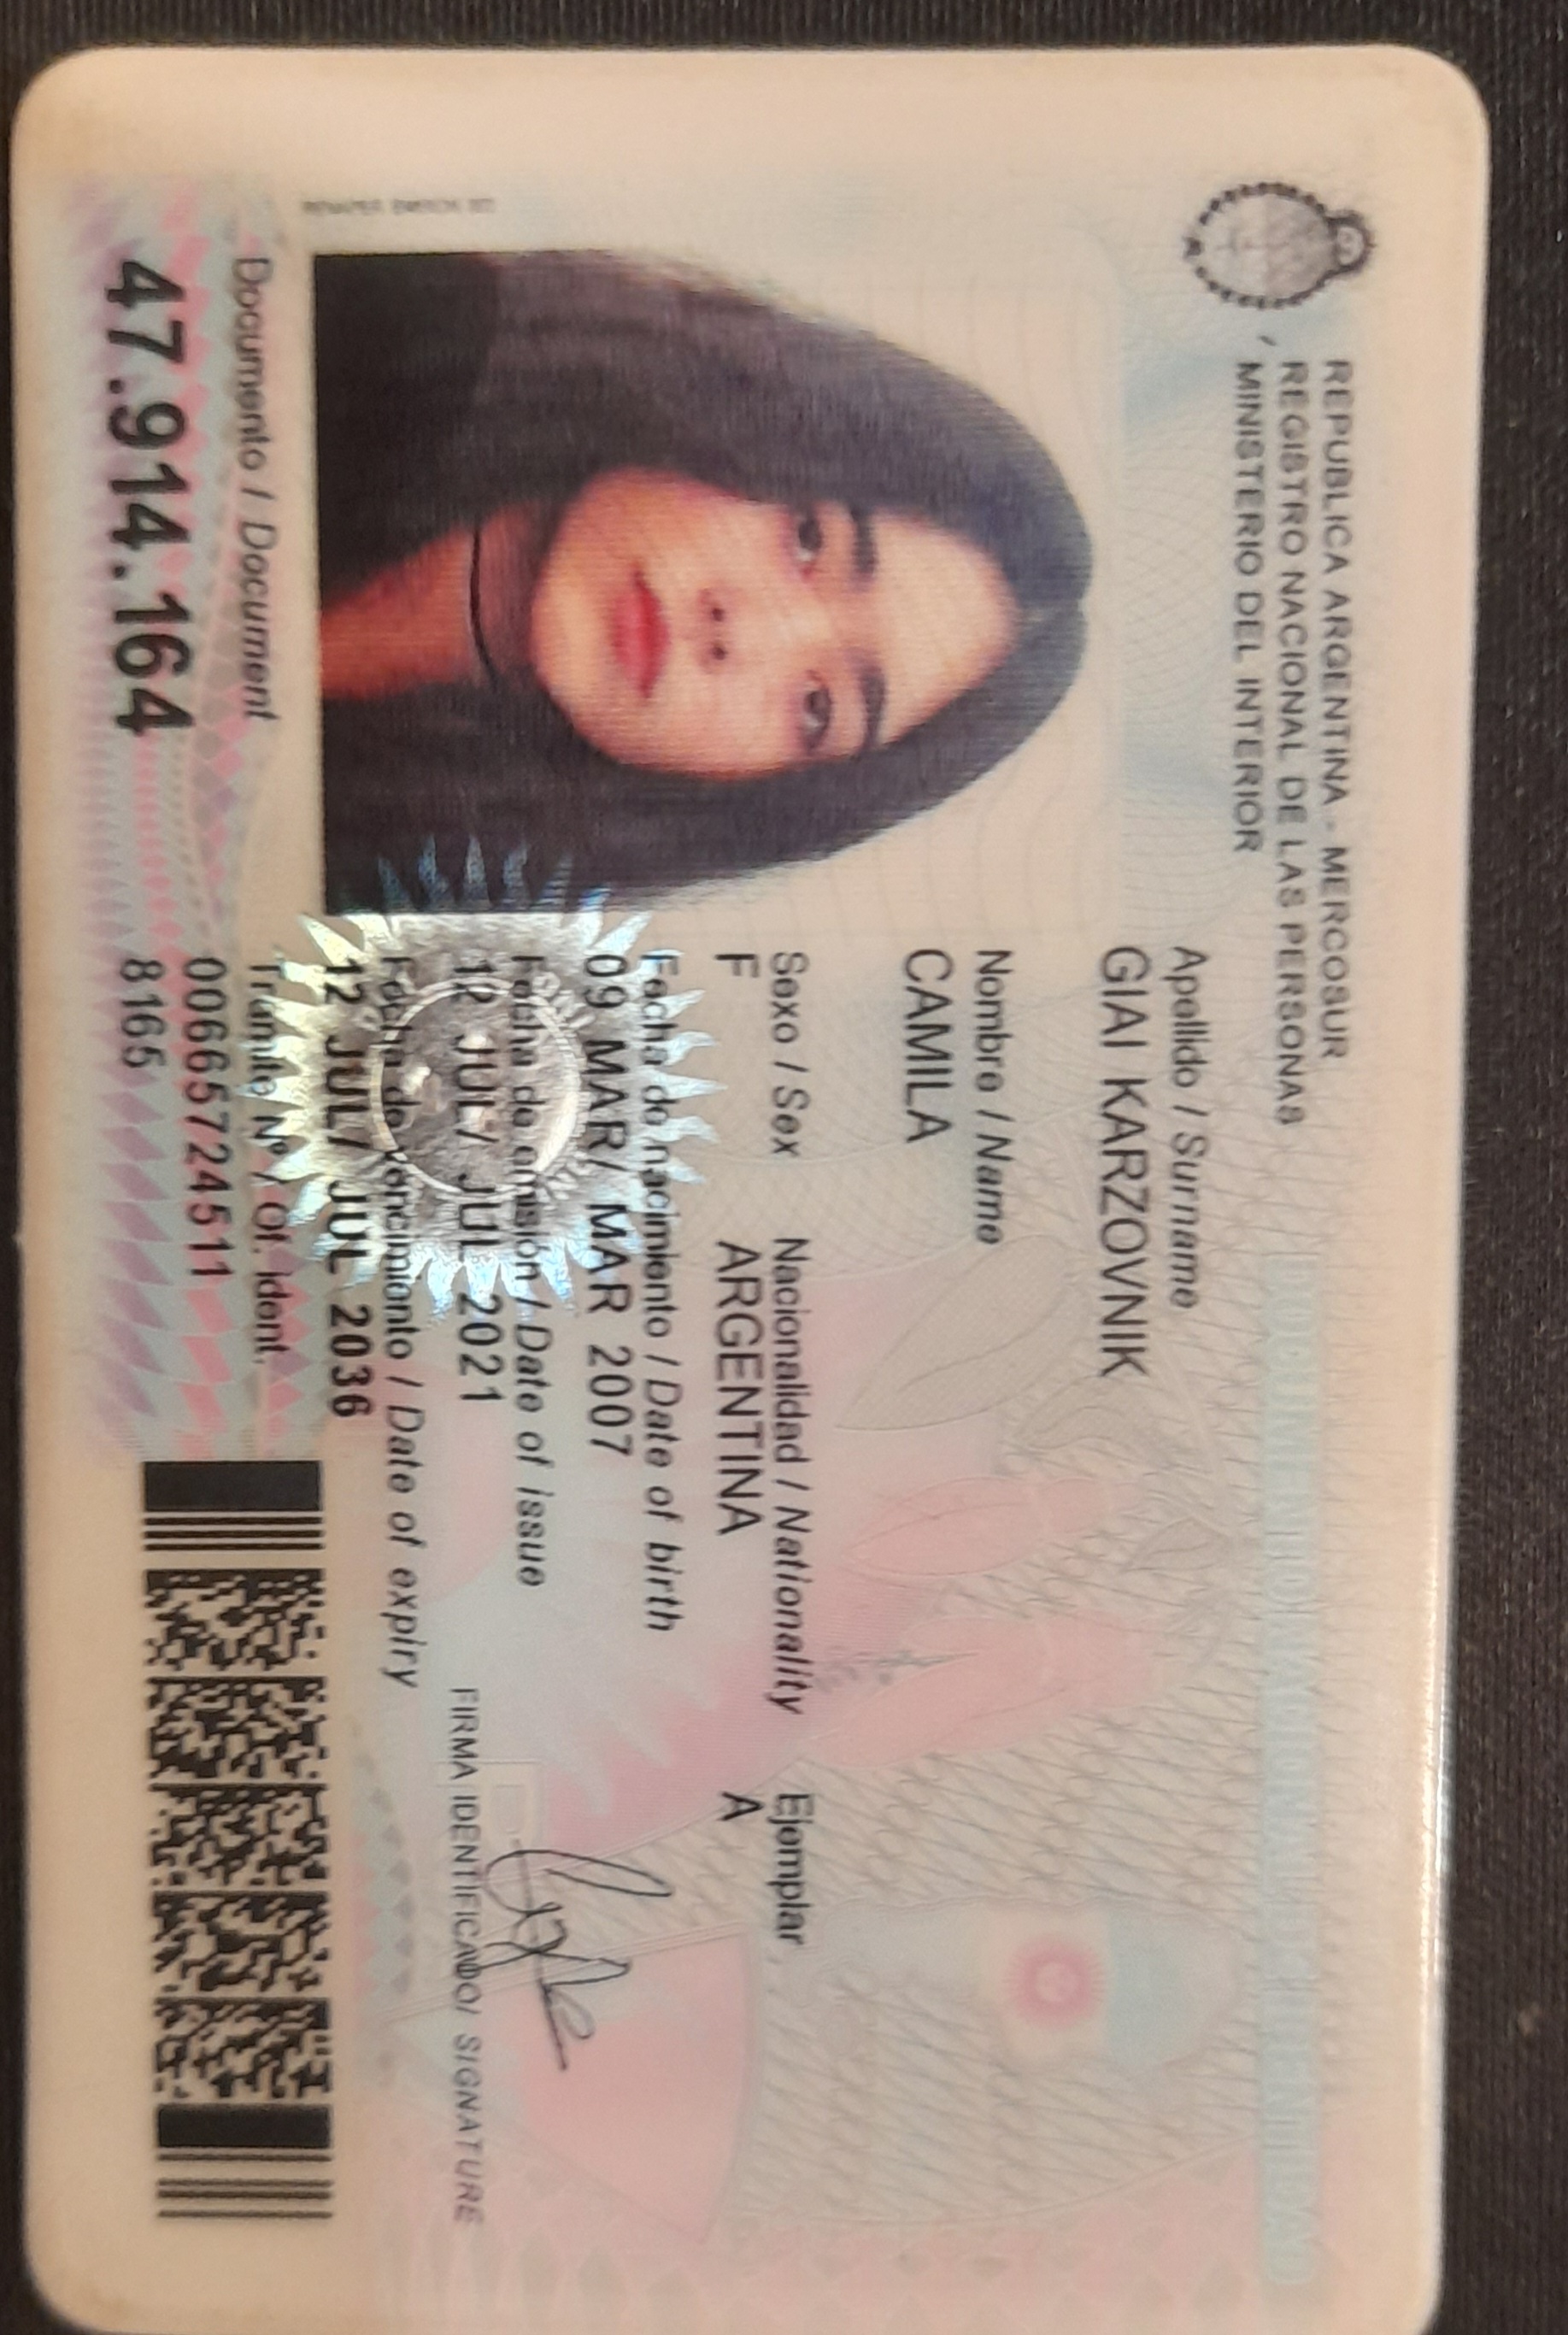 REPUBLICA ARGENTINA - MERCOSUR
REGISTRO NACIONAL DE LAS PERSONAS
MINISTERIO DEL INTERIOR
Apellido / Surname
GIAI KARZOVNIK
Nombre / Name
CAMILA
Sexo / Sex Nacionalidad / Nationality Ejemplar
F ARGENTINA A
Fecha de nacimiento / Date of birth
09 MAR/ MAR 2007
Fecha de emisión / Date of issue
12 JUL/ JUL 2021
Fecha de vencimiento / Date of expiry
12 JUL/ JUL 2036
FIRMA IDENTIFICADO/ SIGNATURE
Documento / Document
47.914.164
Trámite Nº / Of. ident.
00665724511
8165